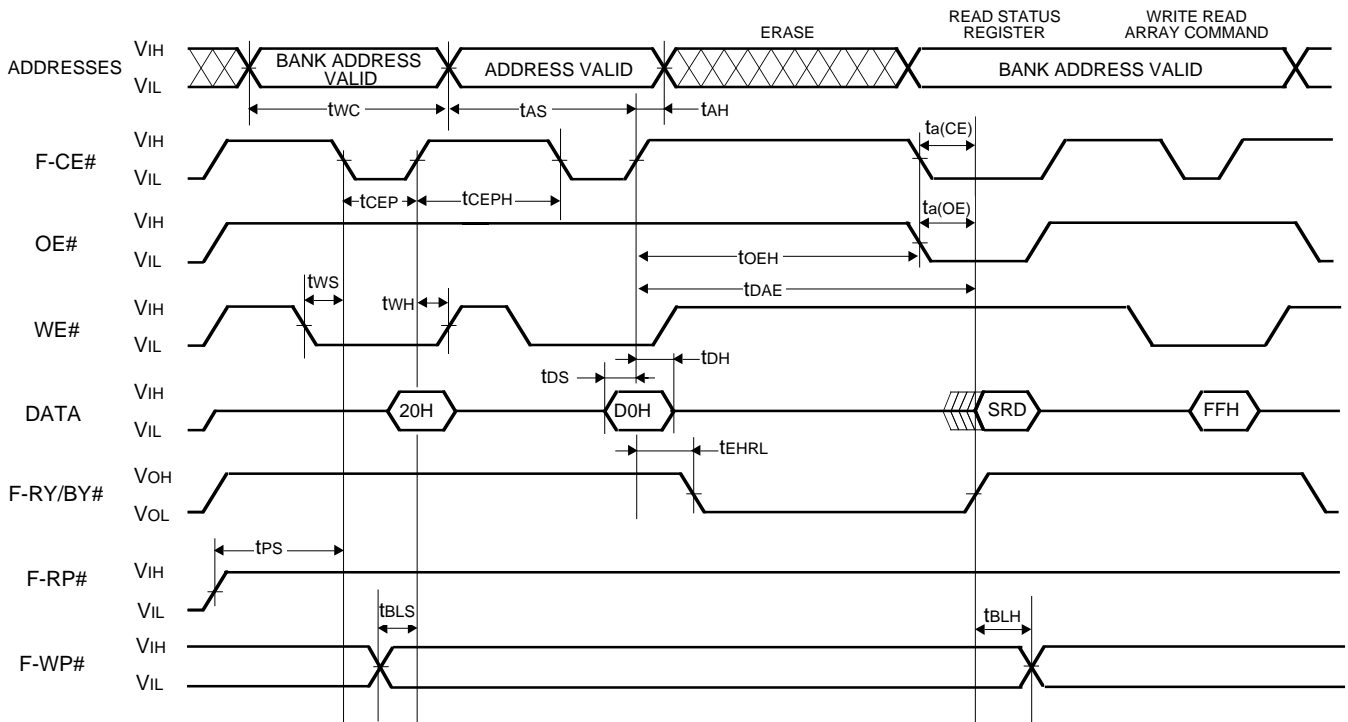 READ STATUS REGISTER
WRITE READ ARRAY COMMAND
ERASE
ADDRESSES
VIH
VIL
BANK ADDRESS VALID
ADDRESS VALID
BANK ADDRESS VALID
tWC
tAS
tAH
F-CE#
VIH
VIL
ta(CE)
tCEP
tCEPH
OE#
VIH
VIL
ta(OE)
tOEH
tWS
tWH
tDAE
WE#
VIH
VIL
tDH
tDS
DATA
VIH
VIL
20H
D0H
SRD
FFH
tEHRL
F-RY/BY#
VOH
VOL
tPS
F-RP#
VIH
VIL
tBLS
tBLH
F-WP#
VIH
VIL